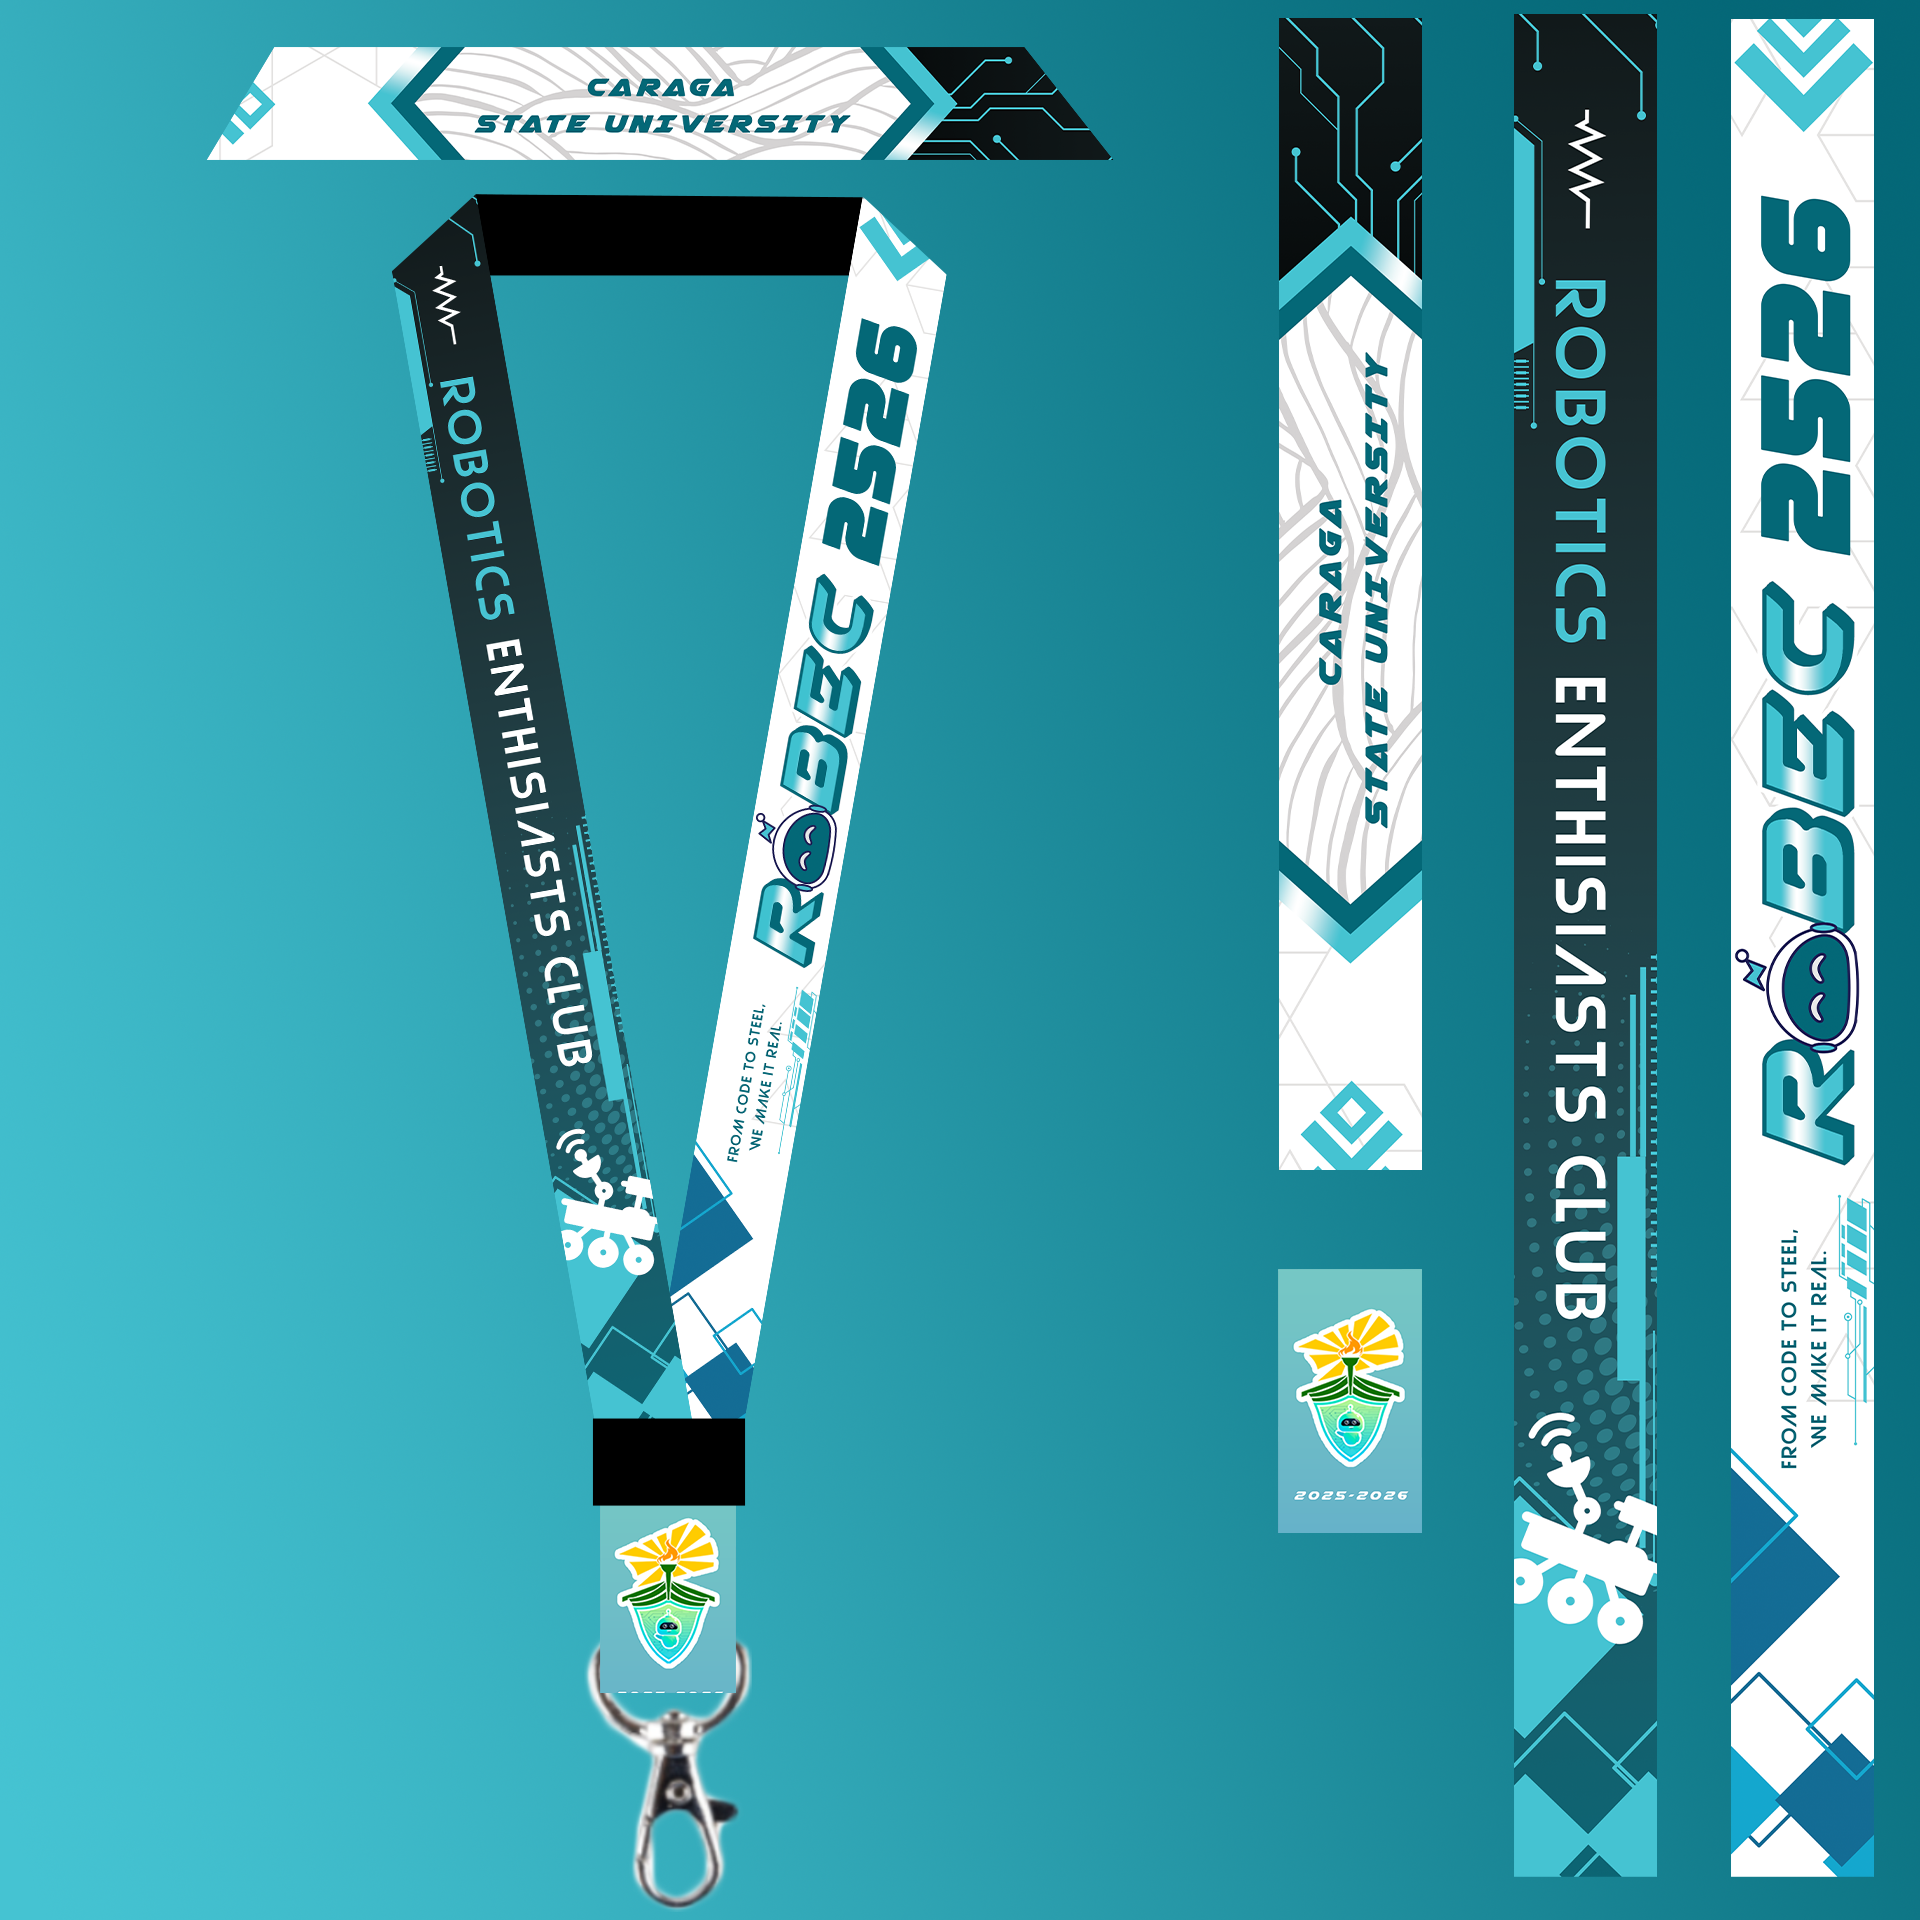 CARAGA
STATE UNIVERSITY
ROBOTICS ENTHISIASTS CLUB
ROBEC 2526
FROM CODE TO STEEL,
WE MAKE IT REAL.
CARAGA
STATE UNIVERSITY
2025-2026
ROBOTICS ENTHISIASTS CLUB
ROBEC 2526
FROM CODE TO STEEL,
WE MAKE IT REAL.